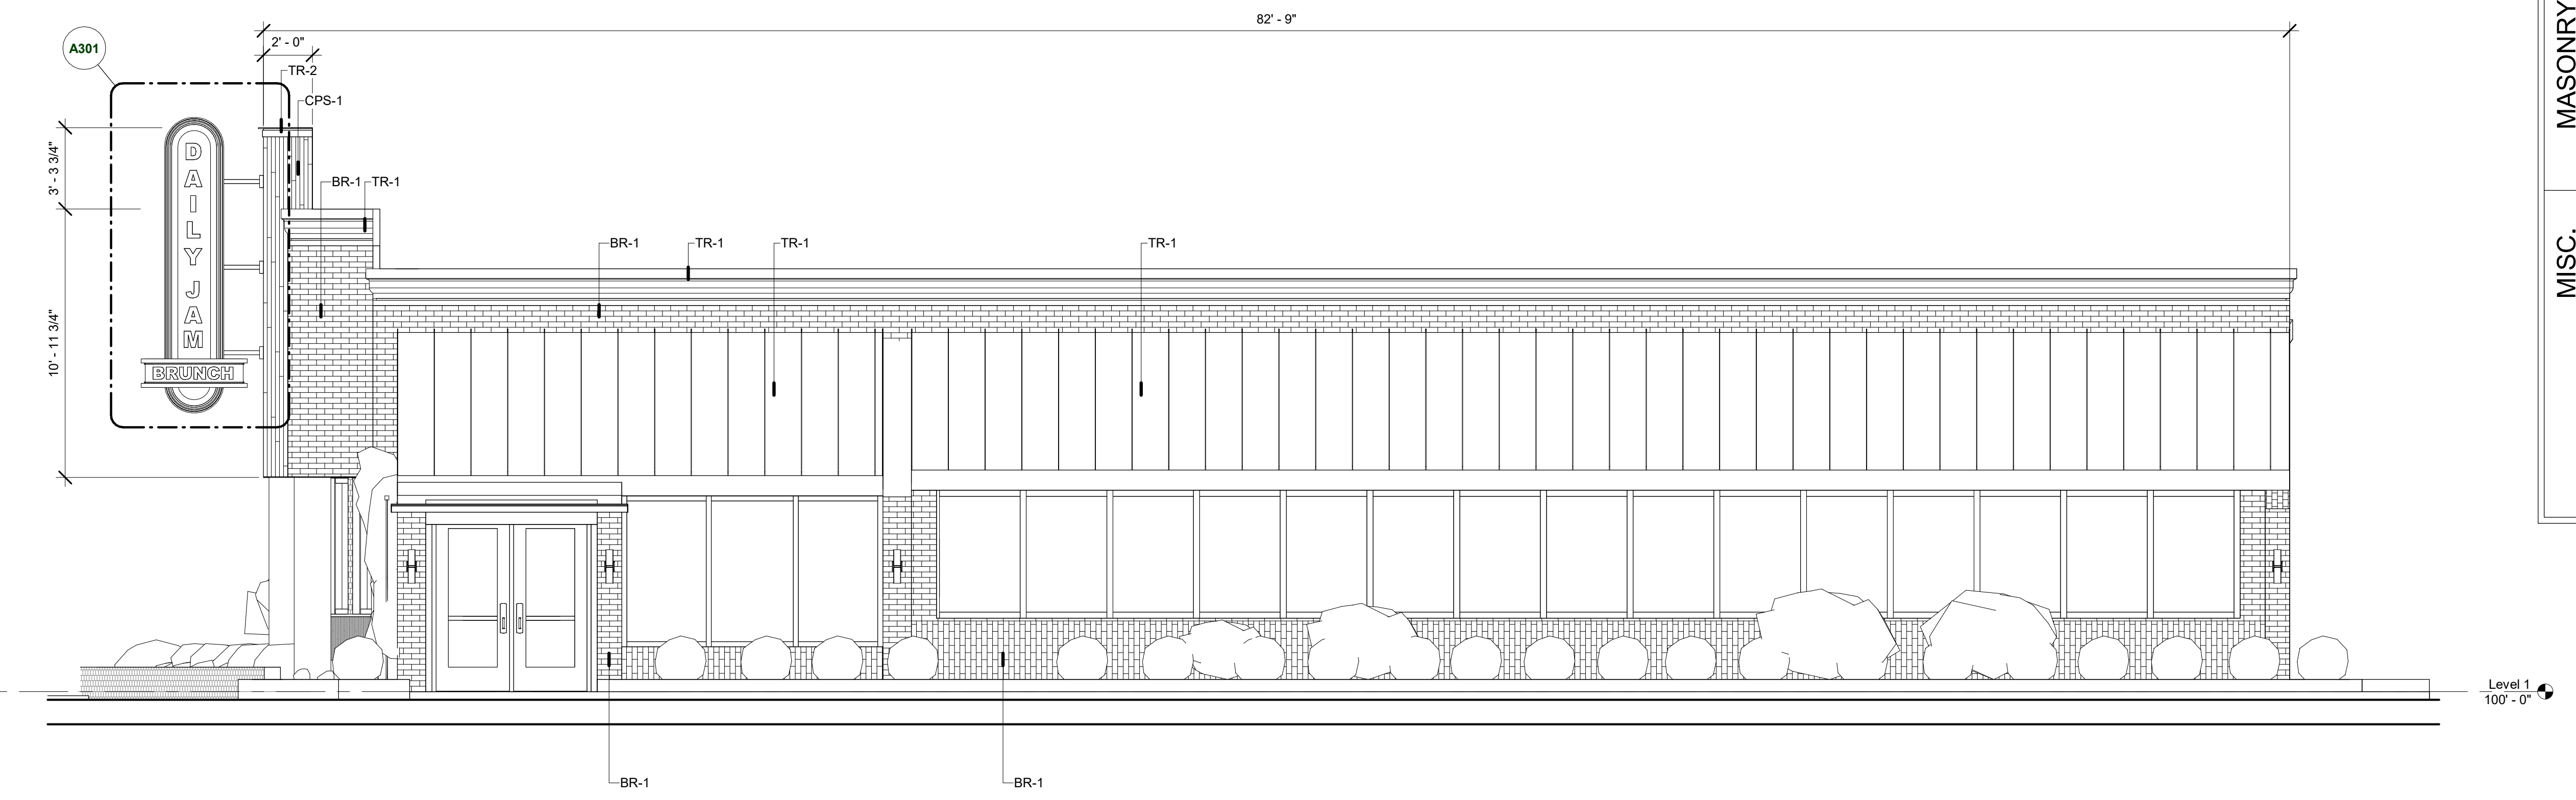 82' - 9"
A301
2' - 0"
TR-2
CPS-1
3' - 3 3/4"
10' - 11 3/4"
BR-1
TR-1
BR-1
TR-1
TR-1
TR-1
DAILY JAM
BRUNCH
Level 1
100' - 0"
BR-1
BR-1
MASONRY
MISC.